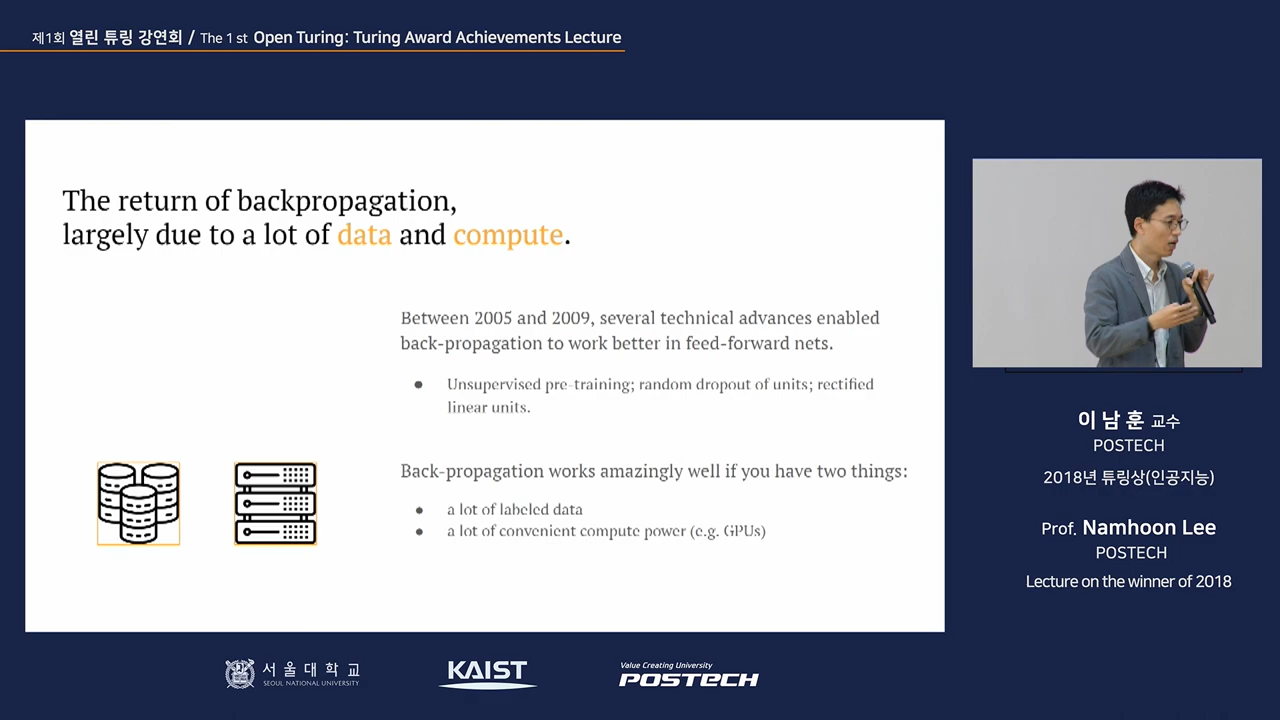 제1회 열린 튜링 강연회 / The 1 st Open Turing: Turing Award Achievements Lecture
The return of backpropagation,
largely due to a lot of data and compute.
Between 2005 and 2009, several technical advances enabled
back-propagation to work better in feed-forward nets.
● Unsupervised pre-training; random dropout of units; rectified
linear units.
Back-propagation works amazingly well if you have two things:
● a lot of labeled data
● a lot of convenient compute power (e.g. GPUs)
이 남 훈 교수
POSTECH
2018년 튜링상(인공지능)
Prof. Namhoon Lee
POSTECH
Lecture on the winner of 2018
서울대학교
SEOUL NATIONAL UNIVERSITY
KAIST
Value Creating University
POSTECH